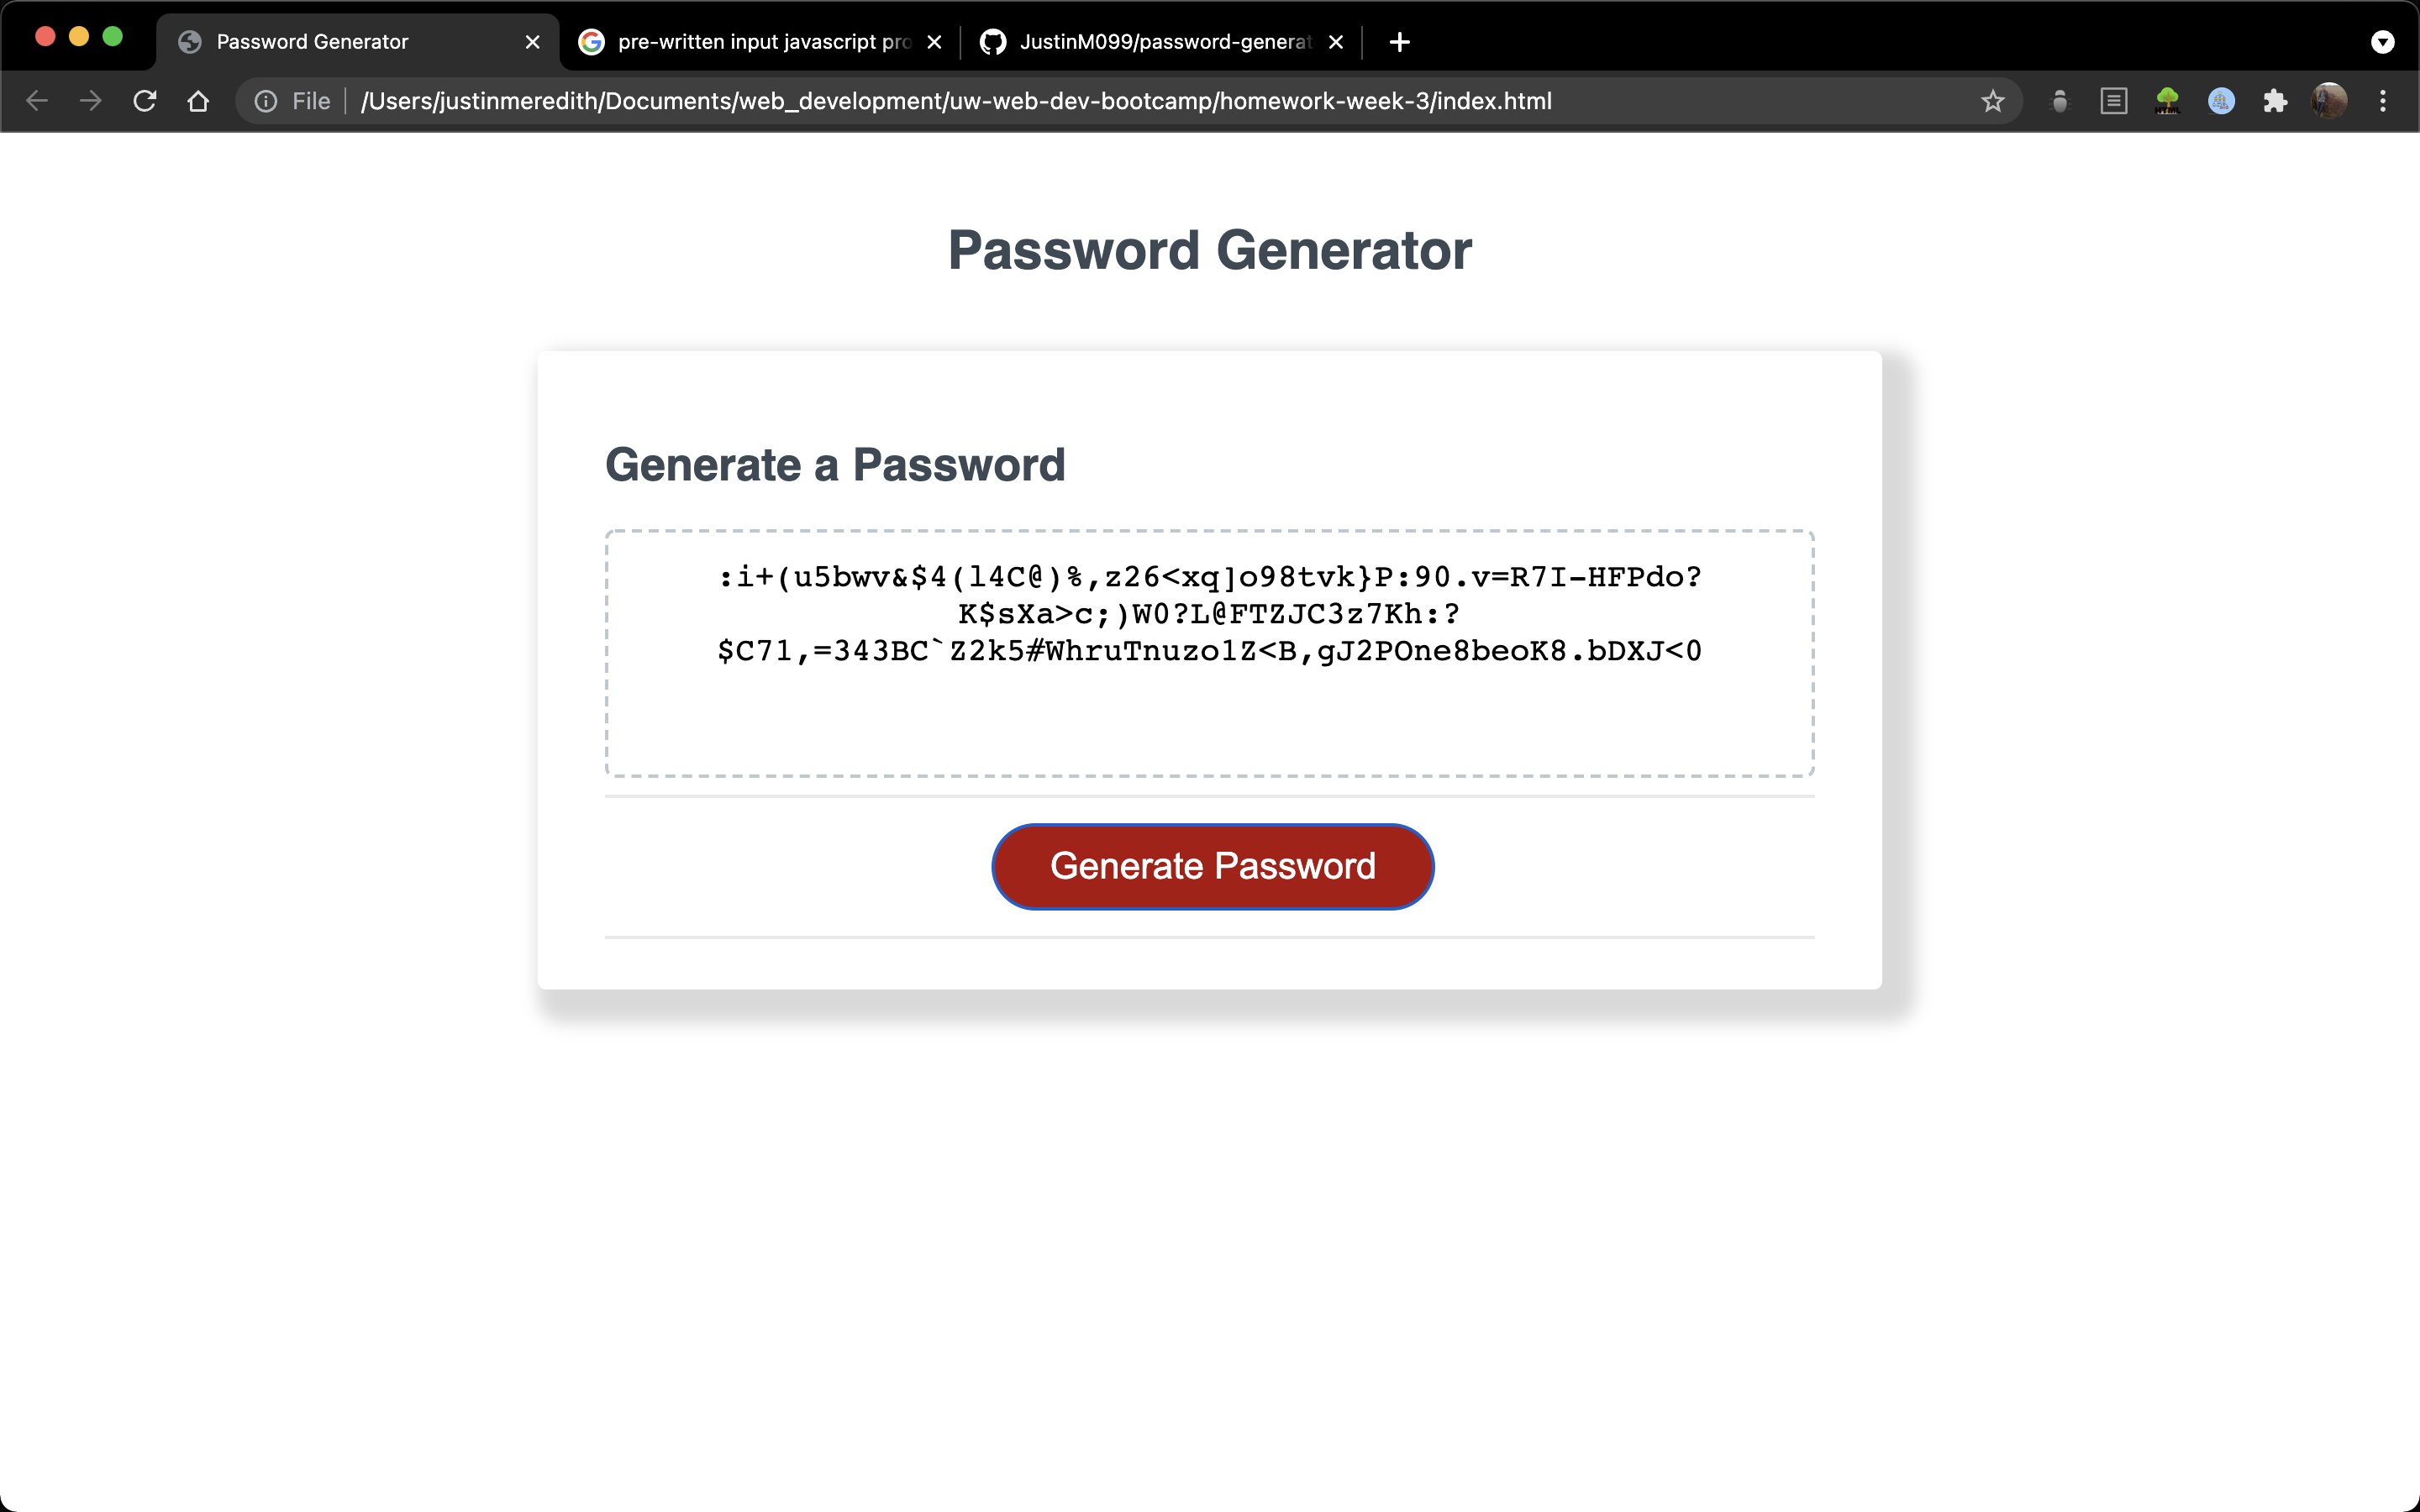 Password Generator
pre-written input javascript pro
JustinM099/password-generat
File
/Users/justinmeredith/Documents/web_development/uw-web-dev-bootcamp/homework-week-3/index.html
Password Generator
Generate a Password
:i+(u5bwv&$4(l4C@)%,z26<xq]o98tvk}P:90.v=R7I-HFPdo?
K$sXa>c;)W0?L@FTZJC3z7Kh:?
$C71,=343BC`Z2k5#WhruTnuzo1Z<B,gJ2POne8beoK8.bDXJ<0
Generate Password